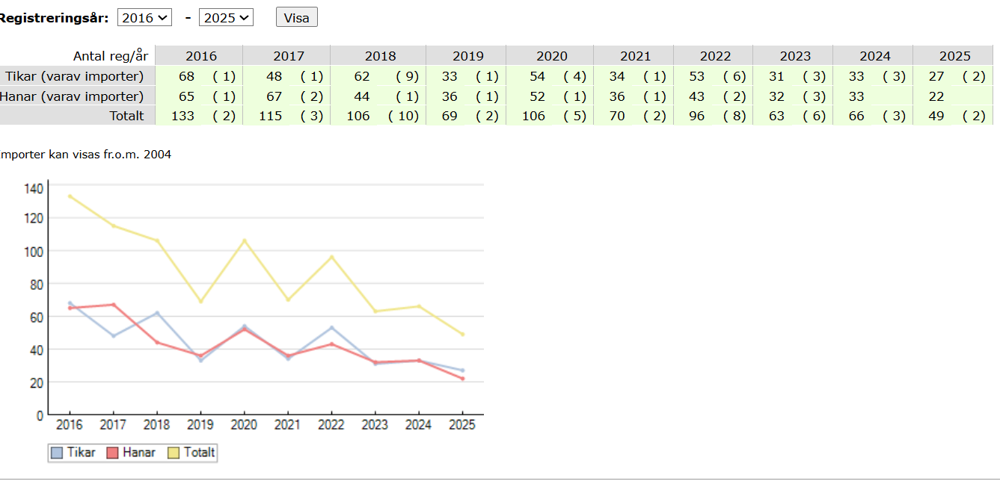 Registreringsår: 2016 - 2025 Visa
Antal reg/år 2016 2017 2018 2019 2020 2021 2022 2023 2024 2025
Tikar (varav importer) 68 ( 1) 48 ( 1) 62 ( 9) 33 ( 1) 54 ( 4) 34 ( 1) 53 ( 6) 31 ( 3) 33 ( 3) 27 ( 2)
Hanar (varav importer) 65 ( 1) 67 ( 2) 44 ( 1) 36 ( 1) 52 ( 1) 36 ( 1) 43 ( 2) 32 ( 3) 33 22
Totalt 133 ( 2) 115 ( 3) 106 ( 10) 69 ( 2) 106 ( 5) 70 ( 2) 96 ( 8) 63 ( 6) 66 ( 3) 49 ( 2)
mporter kan visas fr.o.m. 2004
140
120
100
80
60
40
20
0
2016 2017 2018 2019 2020 2021 2022 2023 2024 2025
Tikar Hanar Totalt